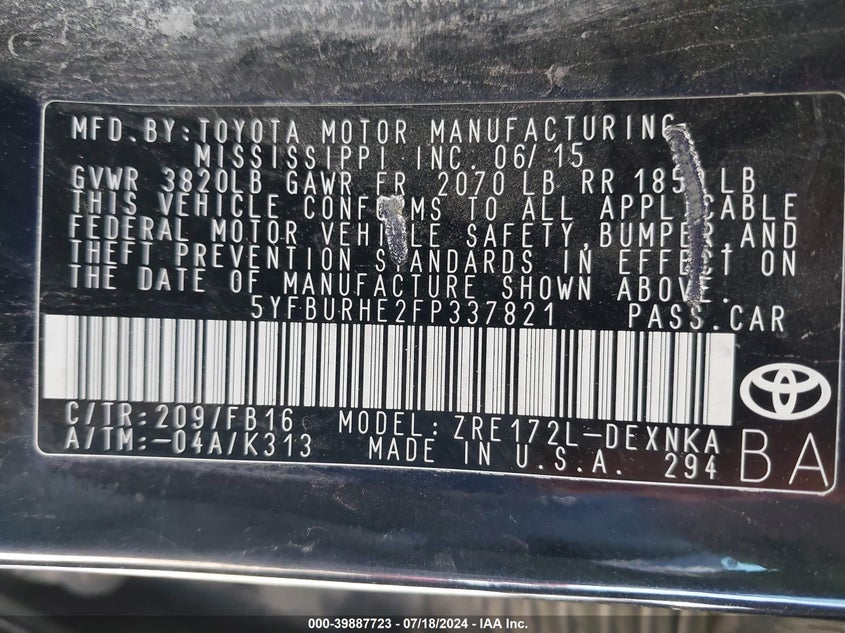 MFD. BY: TOYOTA MOTOR MANUFACTURING
MISSISSIPPI INC. 06/15
GVWR 3820LB GAWR FR 2070 LB RR LB
THIS VEHICLE CONFORMS TO ALL APPLICABLE
FEDERAL MOTOR VEHICLE SAFETY, BUMPER, AND
THEFT PREVENTION STANDARDS IN EFFECT ON
THE DATE OF MANUFACTURE SHOWN ABOVE.
5YFBURHE2FP337821 PASS. CAR
C/TR: 209/FB16 MODEL: ZRE172L-DEXNKA
A/TM: -04A/K313 MADE IN U.S.A. 294
BA
000-39887723 - 07/18/2024 - IAA Inc.